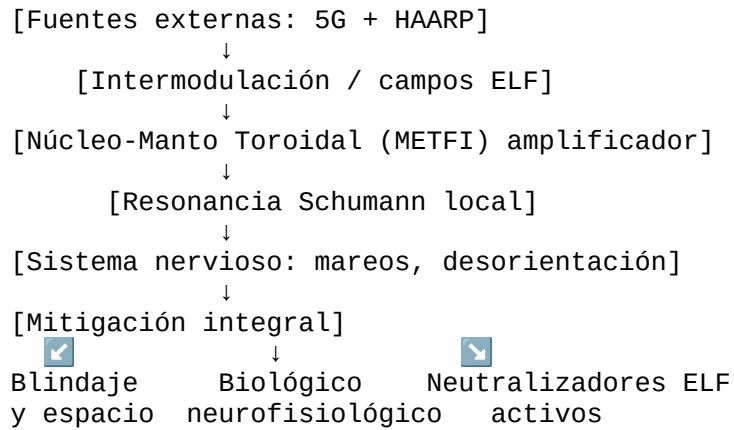 [Fuentes externas: 5G + HAARP]
↓
[Intermodulación / campos ELF]
↓
[Núcleo-Manto Toroidal (METFI) amplificador]
↓
[Resonancia Schumann local]
↓
[Sistema nervioso: mareos, desorientación]
↓
[Mitigación integral]
↙️ ↓ ↘️
Blindaje Biológico Neutralizadores ELF
y espacio neurofisiológico activos